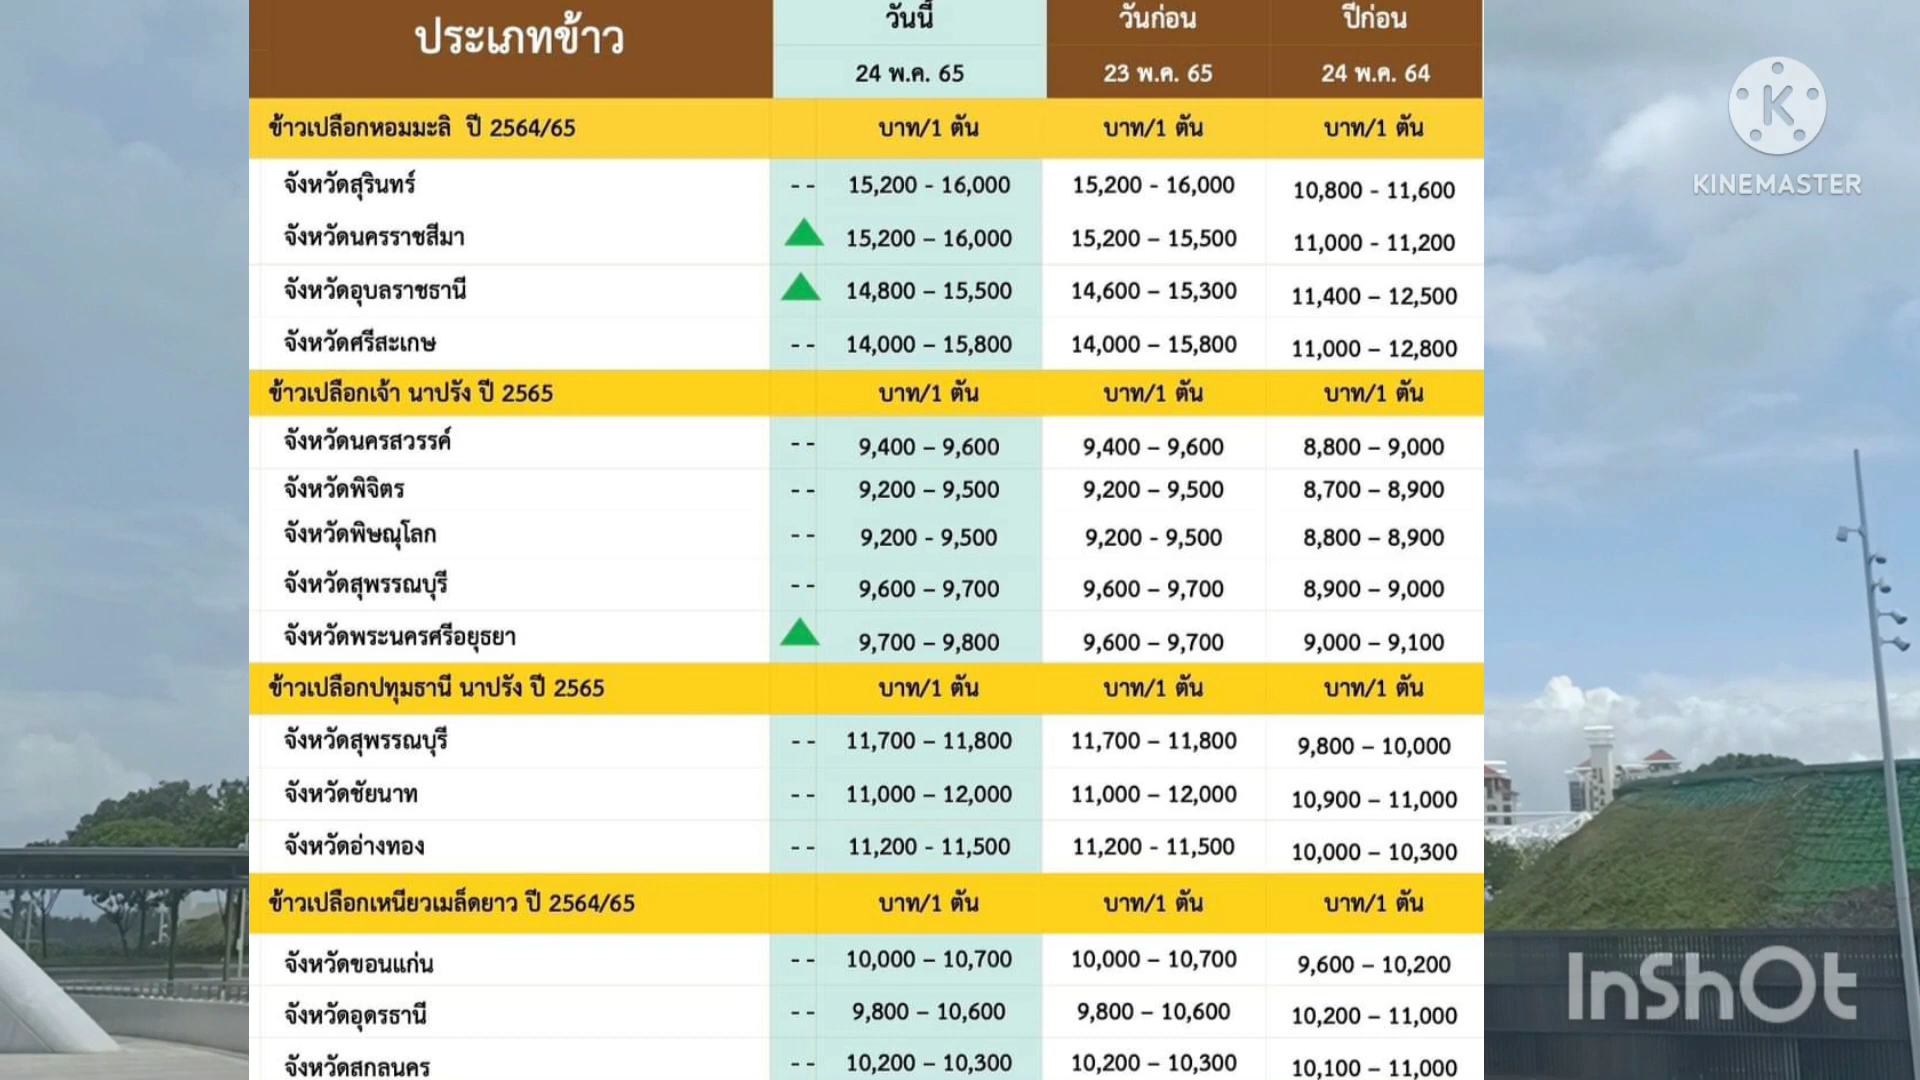 ประเภทข้าว วันนี้ วันก่อน ปีก่อน
24 พ.ค. 65 23 พ.ค. 65 24 พ.ค. 64
ข้าวเปลือกหอมมะลิ ปี 2564/65 บาท/1 ตัน บาท/1 ตัน บาท/1 ตัน
จังหวัดสุรินทร์ -- 15,200 - 16,000 15,200 - 16,000 10,800 - 11,600
จังหวัดนครราชสีมา 15,200 – 16,000 15,200 – 15,500 11,000 - 11,200
จังหวัดอุบลราชธานี 14,800 – 15,500 14,600 – 15,300 11,400 – 12,500
จังหวัดศรีสะเกษ -- 14,000 – 15,800 14,000 – 15,800 11,000 – 12,800
ข้าวเปลือกเจ้า นาปรัง ปี 2565 บาท/1 ตัน บาท/1 ตัน บาท/1 ตัน
จังหวัดนครสวรรค์ -- 9,400 – 9,600 9,400 – 9,600 8,800 – 9,000
จังหวัดพิจิตร -- 9,200 – 9,500 9,200 – 9,500 8,700 – 8,900
จังหวัดพิษณุโลก -- 9,200 - 9,500 9,200 - 9,500 8,800 – 8,900
จังหวัดสุพรรณบุรี -- 9,600 – 9,700 9,600 – 9,700 8,900 – 9,000
จังหวัดพระนครศรีอยุธยา 9,700 – 9,800 9,600 – 9,700 9,000 – 9,100
ข้าวเปลือกปทุมธานี นาปรัง ปี 2565 บาท/1 ตัน บาท/1 ตัน บาท/1 ตัน
จังหวัดสุพรรณบุรี -- 11,700 – 11,800 11,700 – 11,800 9,800 – 10,000
จังหวัดชัยนาท -- 11,000 – 12,000 11,000 – 12,000 10,900 – 11,000
จังหวัดอ่างทอง -- 11,200 - 11,500 11,200 - 11,500 10,000 – 10,300
ข้าวเปลือกเหนียวเมล็ดยาว ปี 2564/65 บาท/1 ตัน บาท/1 ตัน บาท/1 ตัน
จังหวัดขอนแก่น -- 10,000 – 10,700 10,000 – 10,700 9,600 – 10,200
จังหวัดอุดรธานี -- 9,800 – 10,600 9,800 – 10,600 10,200 – 11,000
จังหวัดสกลนคร -- 10,200 – 10,300 10,200 – 10,300 10,100 – 11,000
K
KINEMASTER
InShOt